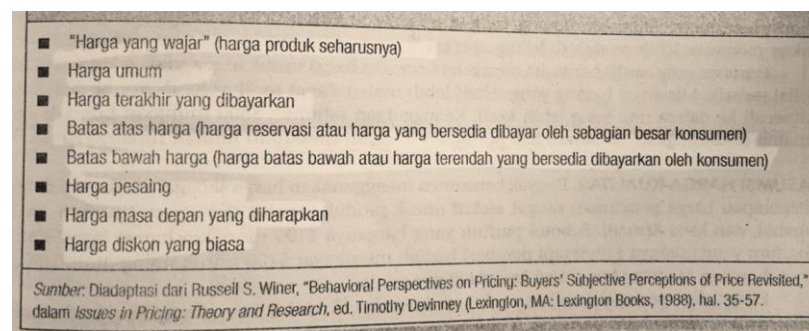 ■ "Harga yang wajar" (harga produk seharusnya)
■ Harga umum
■ Harga terakhir yang dibayarkan
■ Batas atas harga (harga reservasi atau harga yang bersedia dibayar oleh sebagian besar konsumen)
■ Batas bawah harga (harga batas bawah atau harga terendah yang bersedia dibayarkan oleh konsumen)
■ Harga pesaing
■ Harga masa depan yang diharapkan
■ Harga diskon yang biasa
Sumber: Diadaptasi dari Russell S. Winer, "Behavioral Perspectives on Pricing: Buyers' Subjective Perceptions of Price Revisited,"
dalam Issues in Pricing: Theory and Research, ed. Timothy Devinney (Lexington, MA: Lexington Books, 1988), hal. 35-57.